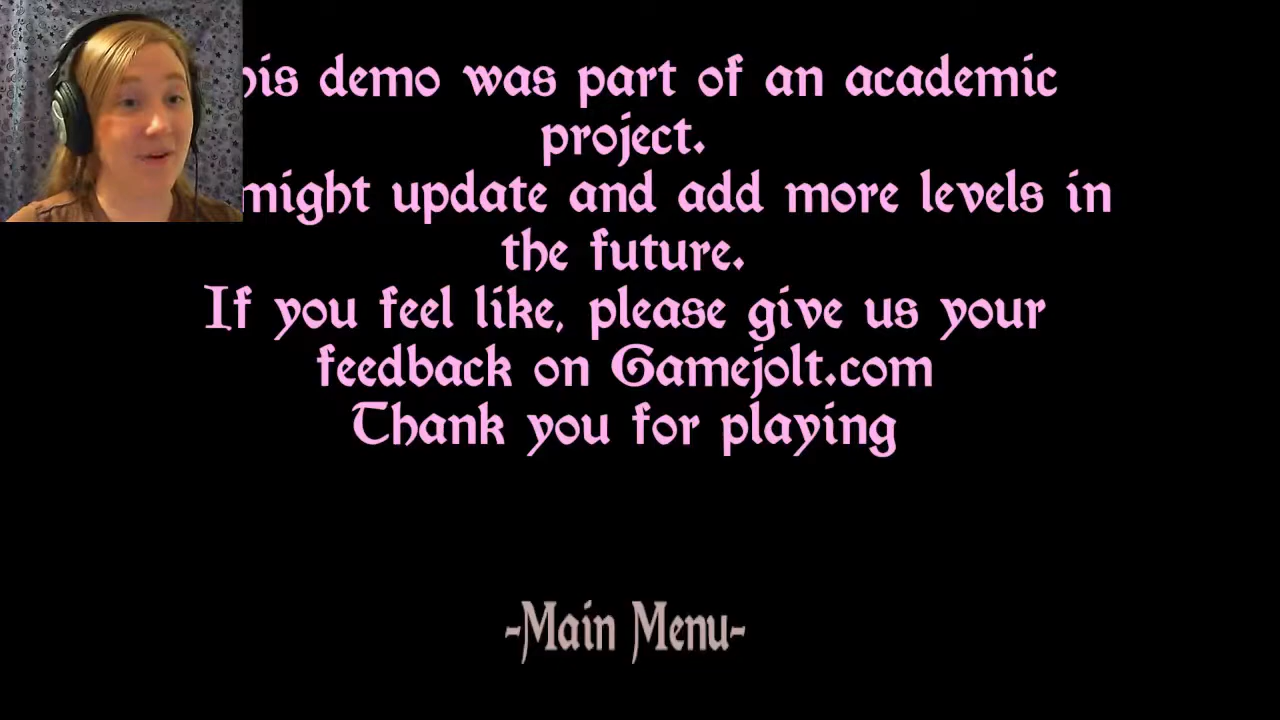 demo was part of an academic
project.
might update and add more levels in
the future.
If you feel like, please give us your
feedback on Gamejolt.com
Thank you for playing
-Main Menu-